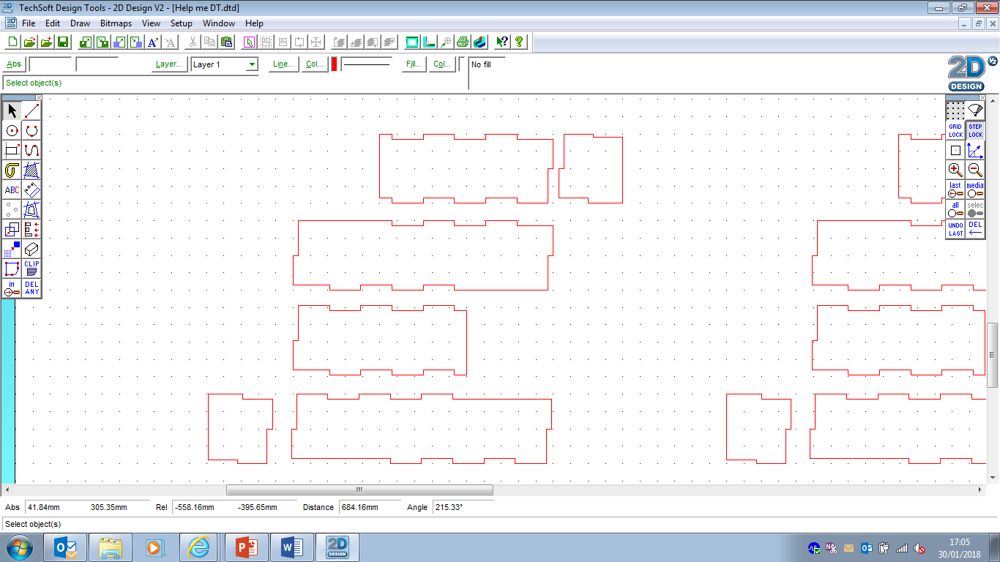 TechSoft Design Tools - 2D Design V2 - [Help me DT.dtd]
File Edit Draw Bitmaps View Setup Window Help
Abs Layer... Layer 1 Line... Col... Fill... Col... No fill
2D V2
DESIGN
Select object(s)
GRID LOCK STEP LOCK
ABC
last media
all selec
UNDO LAST DEL
CLIP
in DEL ANY
Abs 41.84mm 305.35mm Rel -558.16mm -395.65mm Distance 684.16mm Angle 215.33°
Select object(s)
2D
DESIGN
17:05
30/01/2018